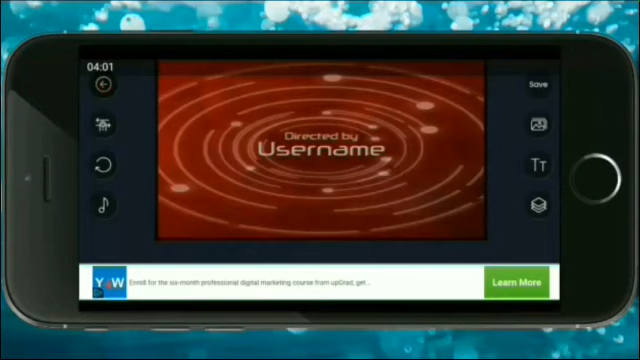 04:01
Save
Directed by
Username
TT
Y W Enroll for the six-month professional digital marketing course from upGrad, get...
Learn More